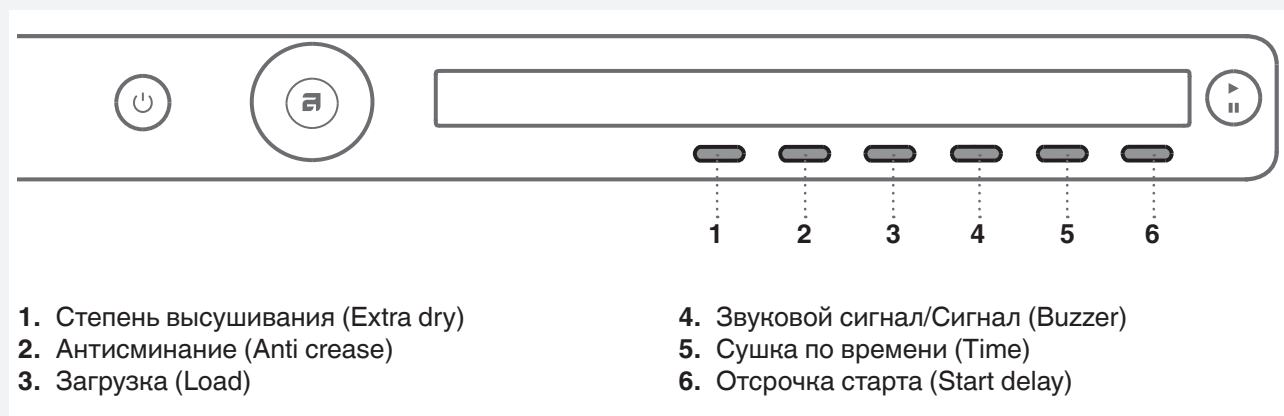 1 2 3 4 5 6
1. Степень высушивания (Extra dry)
2. Антисминание (Anti crease)
3. Загрузка (Load)
4. Звуковой сигнал/Сигнал (Buzzer)
5. Сушка по времени (Time)
6. Отсрочка старта (Start delay)